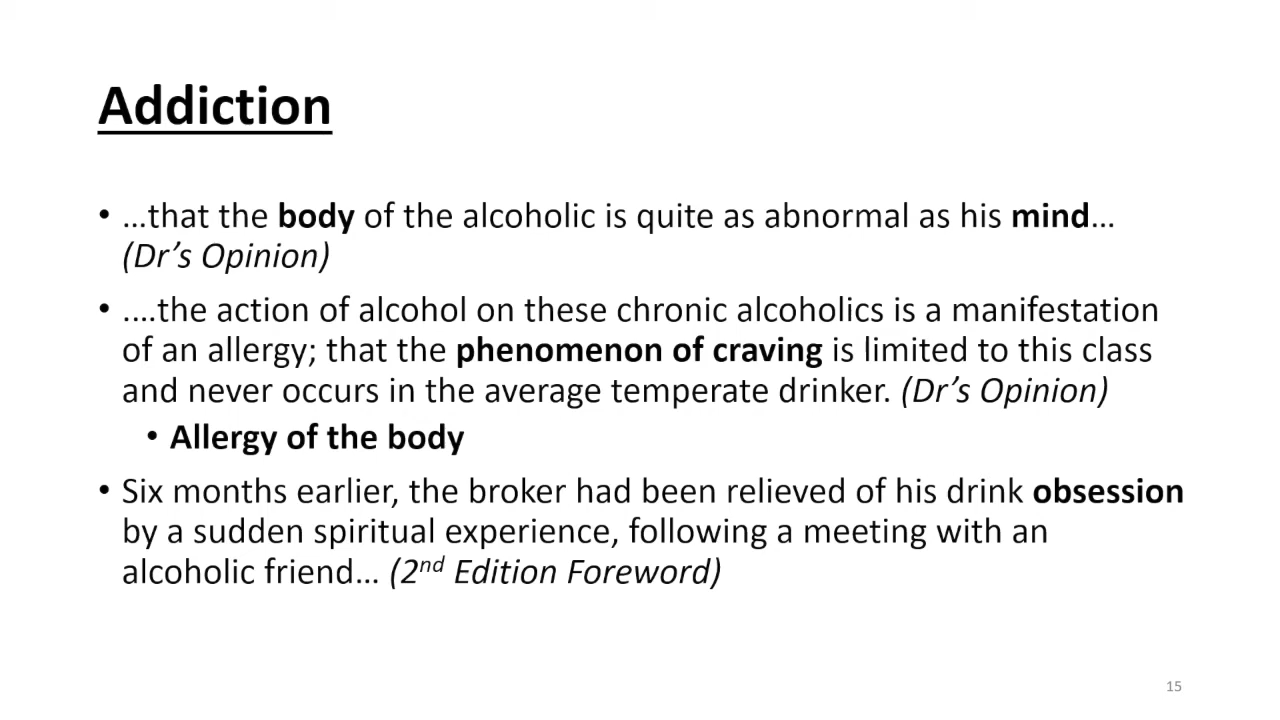 Addiction
• …that the body of the alcoholic is quite as abnormal as his mind…
(Dr’s Opinion)
• .…the action of alcohol on these chronic alcoholics is a manifestation
of an allergy; that the phenomenon of craving is limited to this class
and never occurs in the average temperate drinker. (Dr’s Opinion)
• Allergy of the body
• Six months earlier, the broker had been relieved of his drink obsession
by a sudden spiritual experience, following a meeting with an
alcoholic friend… (2nd Edition Foreword)
15